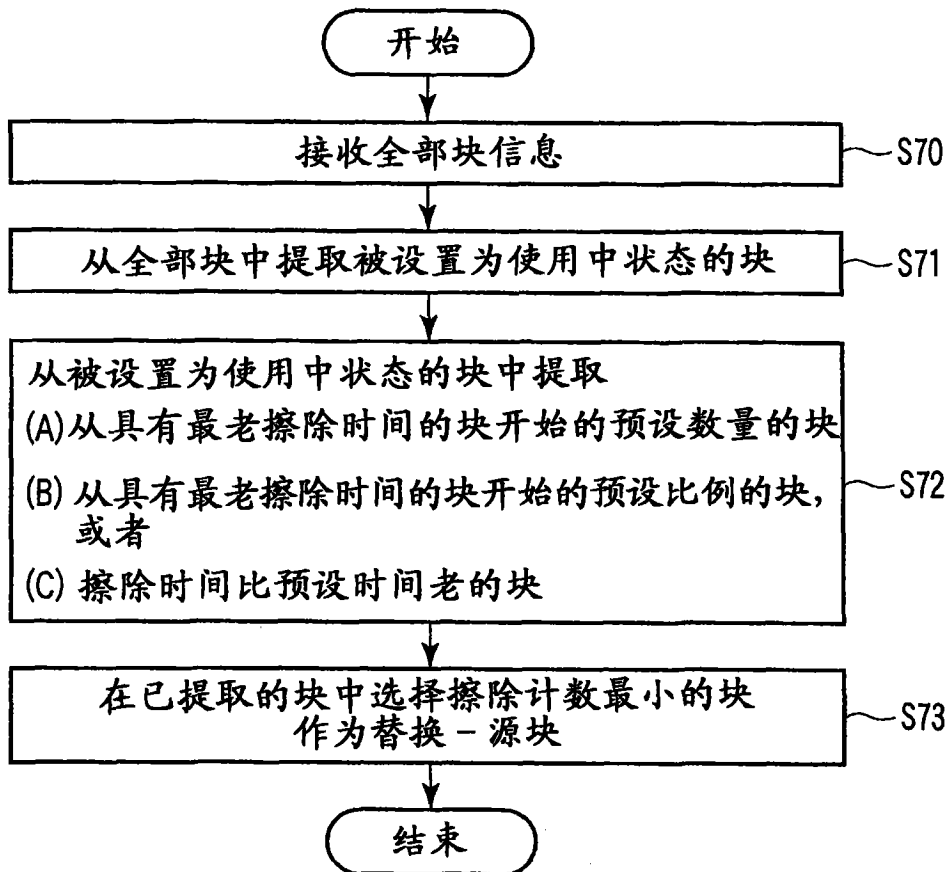 开始
接收全部块信息
S70
从全部块中提取被设置为使用中状态的块
S71
从被设置为使用中状态的块中提取
(A)从具有最老擦除时间的块开始的预设数量的块
(B) 从具有最老擦除时间的块开始的预设比例的块,
或者
(C) 擦除时间比预设时间老的块
S72
在已提取的块中选择擦除计数最小的块
作为替换－源块
S73
结束